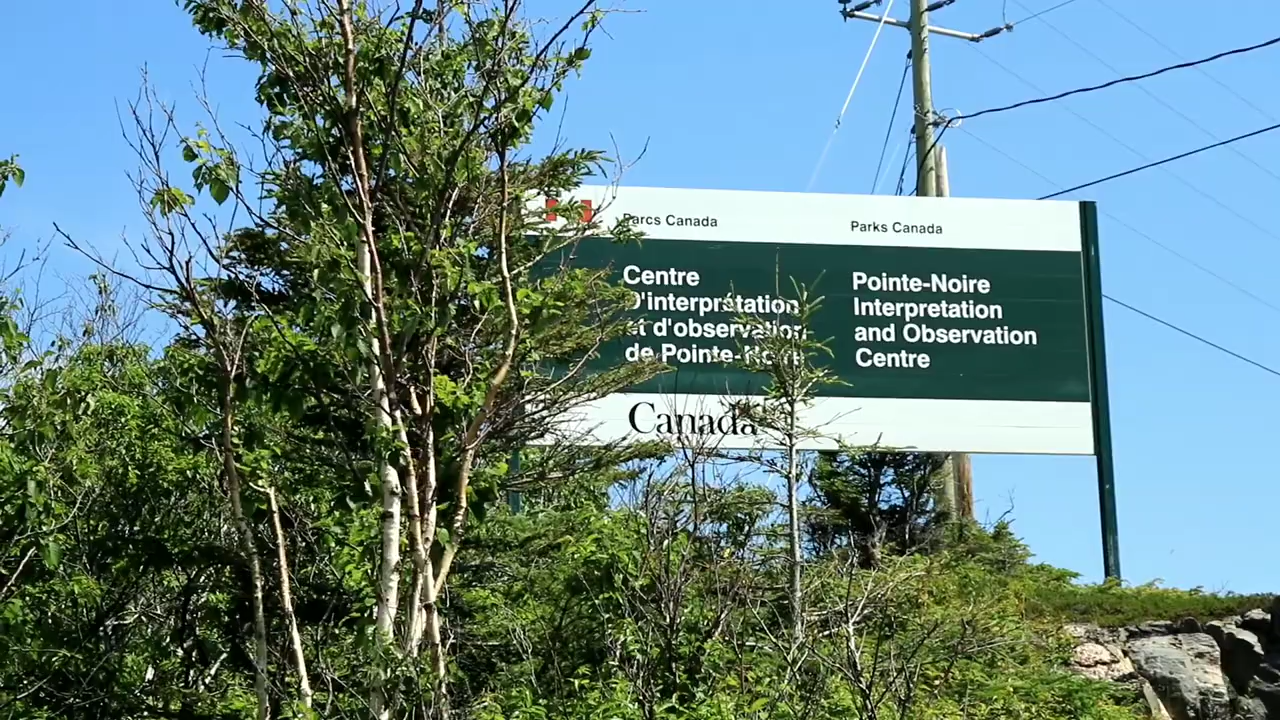 Parcs Canada
Parks Canada
Centre
D'interprétation
et d'observation
de Pointe-Noire
Pointe-Noire
Interpretation
and Observation
Centre
Canada